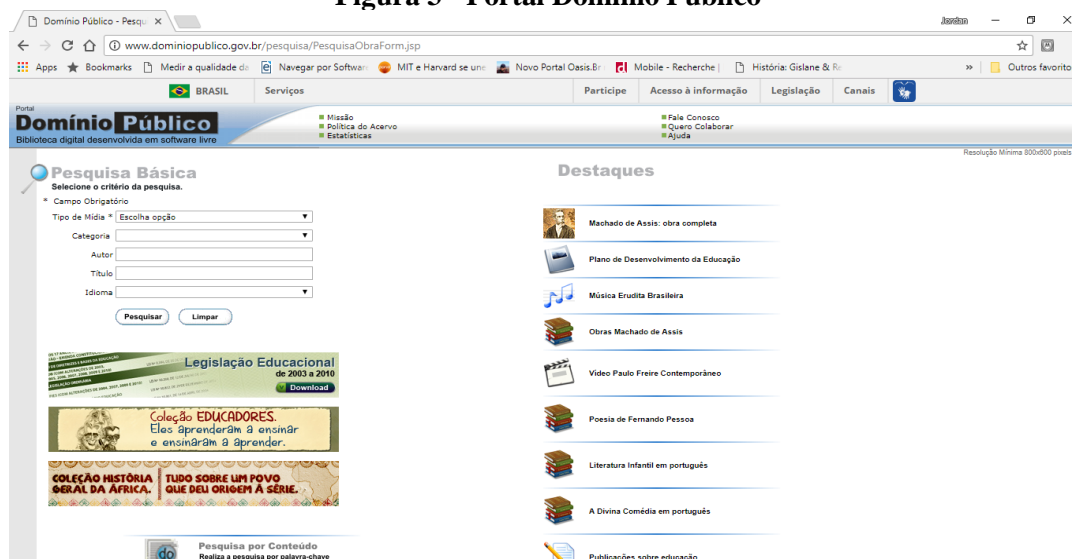 Figura 3 - Portal Domínio Público
Domínio Público - Pesqu
Jordan
www.dominiopublico.gov.br/pesquisa/PesquisaObraForm.jsp
Apps
Bookmarks
Medir a qualidade da
Navegar por Software
MIT e Harvard se une
Novo Portal Oasis.Br
Mobile - Recherche |
História: Gislane & Re
»
Outros favorito
BRASIL
Serviços
Participe
Acesso à informação
Legislação
Canais
Portal
Domínio Público
Biblioteca digital desenvolvida em software livre
Missão
Política do Acervo
Estatísticas
Fale Conosco
Quero Colaborar
Ajuda
Resolução Mínima 800x600 pixels
Pesquisa Básica
Selecione o critério da pesquisa.
* Campo Obrigatório
Tipo de Mídia * Escolha opção
Categoria
Autor
Título
Idioma
Pesquisar
Limpar
Legislação Educacional
de 2003 a 2010
Download
Coleção EDUCADORES.
Eles aprenderam a ensinar
e ensinaram a aprender.
COLEÇÃO HISTÓRIA
GERAL DA ÁFRICA.
TUDO SOBRE UM POVO
QUE DEU ORIGEM À SÉRIE.
do
Pesquisa por Conteúdo
Realiza a pesquisa por palavra-chave
Destaques
Machado de Assis: obra completa
Plano de Desenvolvimento da Educação
Música Erudita Brasileira
Obras Machado de Assis
Vídeo Paulo Freire Contemporâneo
Poesia de Fernando Pessoa
Literatura Infantil em português
A Divina Comédia em português
Publicações sobre educação